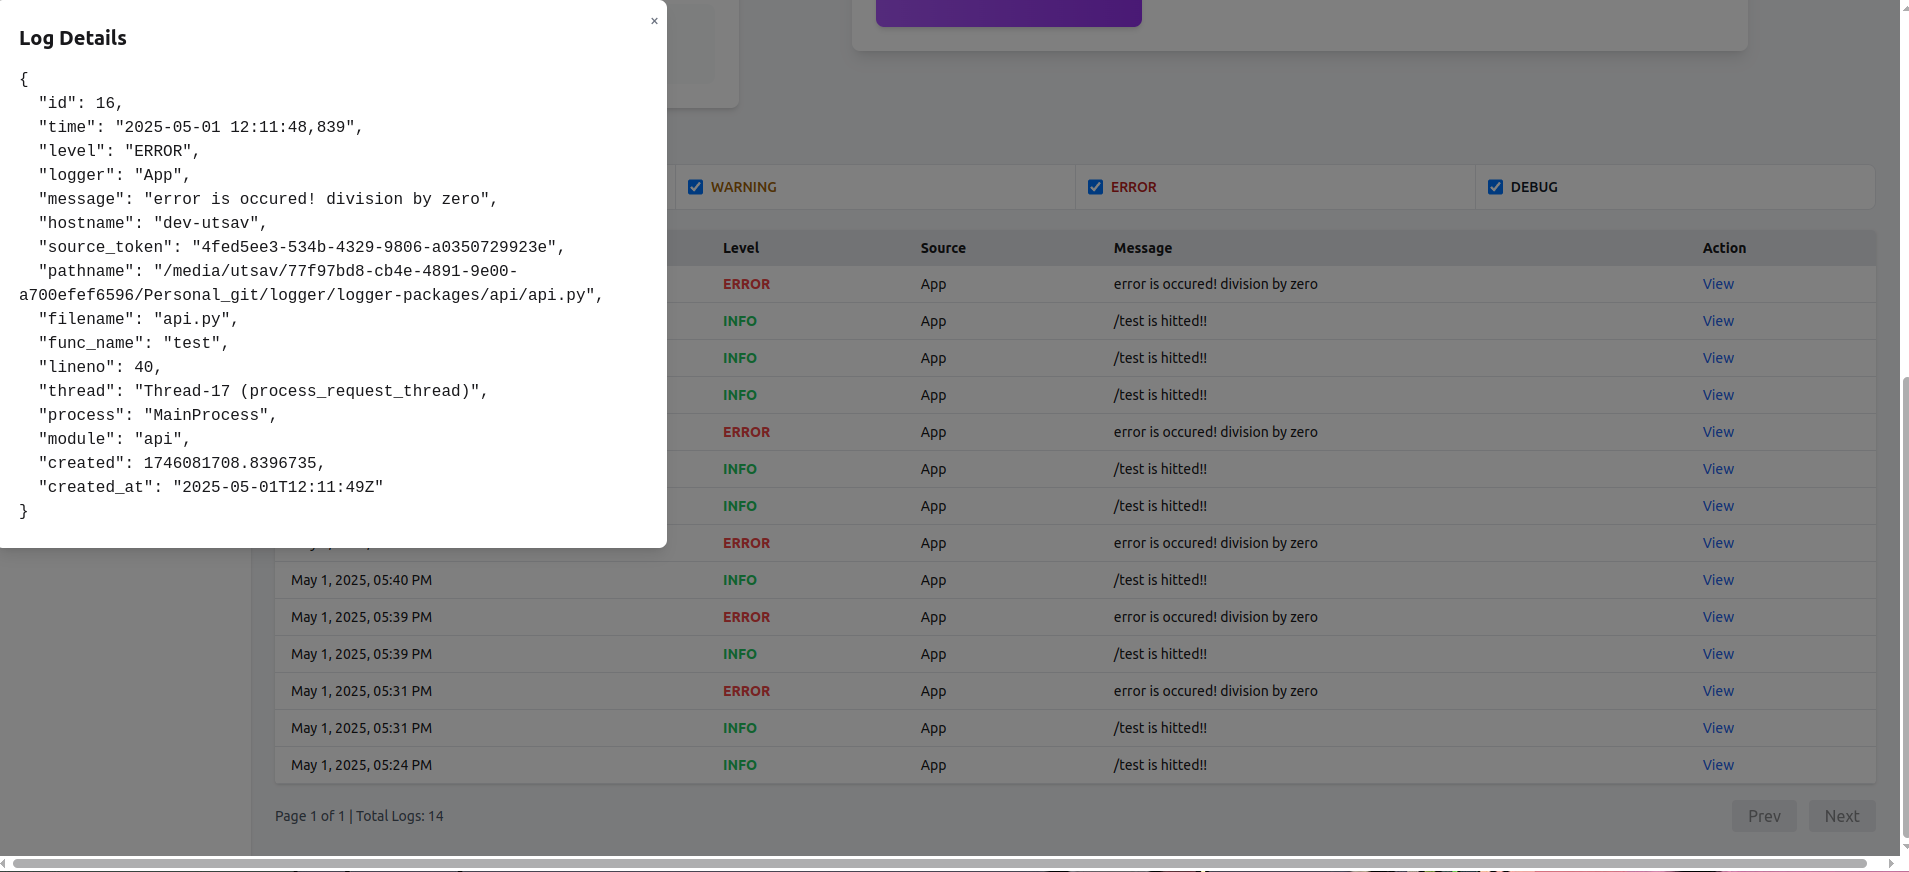 ×
Log Details
{
"id": 16,
"time": "2025-05-01 12:11:48,839",
"level": "ERROR",
"logger": "App",
"message": "error is occured! division by zero",
"hostname": "dev-utsav",
"source_token": "4fed5ee3-534b-4329-9806-a0350729923e",
"pathname": "/media/utsav/77f97bd8-cb4e-4891-9e00-
a700efef6596/Personal_git/logger/logger-packages/api/api.py",
"filename": "api.py",
"func_name": "test",
"lineno": 40,
"thread": "Thread-17 (process_request_thread)",
"process": "MainProcess",
"module": "api",
"created": 1746081708.8396735,
"created_at": "2025-05-01T12:11:49Z"
}
WARNING ERROR DEBUG
Level Source Message Action
ERROR App error is occured! division by zero View
INFO App /test is hitted!! View
INFO App /test is hitted!! View
INFO App /test is hitted!! View
ERROR App error is occured! division by zero View
INFO App /test is hitted!! View
INFO App /test is hitted!! View
ERROR App error is occured! division by zero View
May 1, 2025, 05:40 PM INFO App /test is hitted!! View
May 1, 2025, 05:39 PM ERROR App error is occured! division by zero View
May 1, 2025, 05:39 PM INFO App /test is hitted!! View
May 1, 2025, 05:31 PM ERROR App error is occured! division by zero View
May 1, 2025, 05:31 PM INFO App /test is hitted!! View
May 1, 2025, 05:24 PM INFO App /test is hitted!! View
Page 1 of 1 | Total Logs: 14 Prev Next